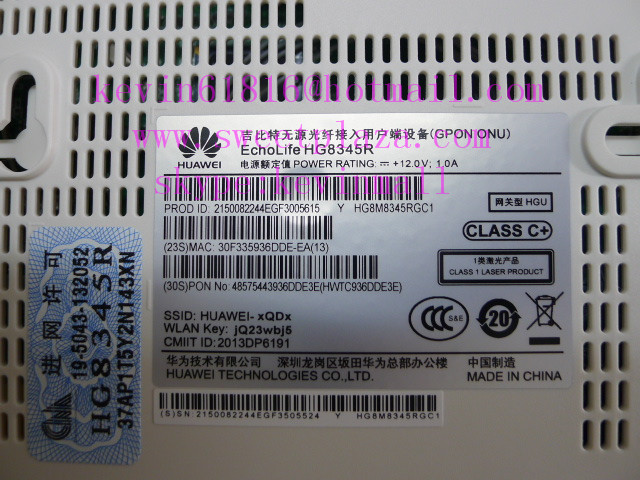 kevin61816@hotmail.com
www.sweetplaza.com
skype:kevikmall
HUAWEI
吉比特无源光纤接入用户端设备(GPON ONU)
EchoLife HG8345R
电源额定值 POWER RATING: ⎓ +12.0V; 1.0A
PROD ID: 2150082244EGF3005615 Y HG8M8345RGC1
网关型 HGU
(23S)MAC: 30F335936DDE-EA(13)
CLASS C+
1类激光产品
CLASS 1 LASER PRODUCT
(30S)PON No: 48575443936DDE3E(HWTC936DDE3E)
SSID: HUAWEI- xQDx
WLAN Key: jQ23wbj5
CMIIT ID: 2013DP6191
CCC S&E
20
华为技术有限公司 深圳龙岗区坂田华为总部办公楼
中国制造
HUAWEI TECHNOLOGIES CO.,LTD.
MADE IN CHINA
(S)SN: 2150082244EGF3505524 Y HG8M8345RGC1
进网许可
19-5043-132052
HG8345R
37AP1T5Y2N143XN